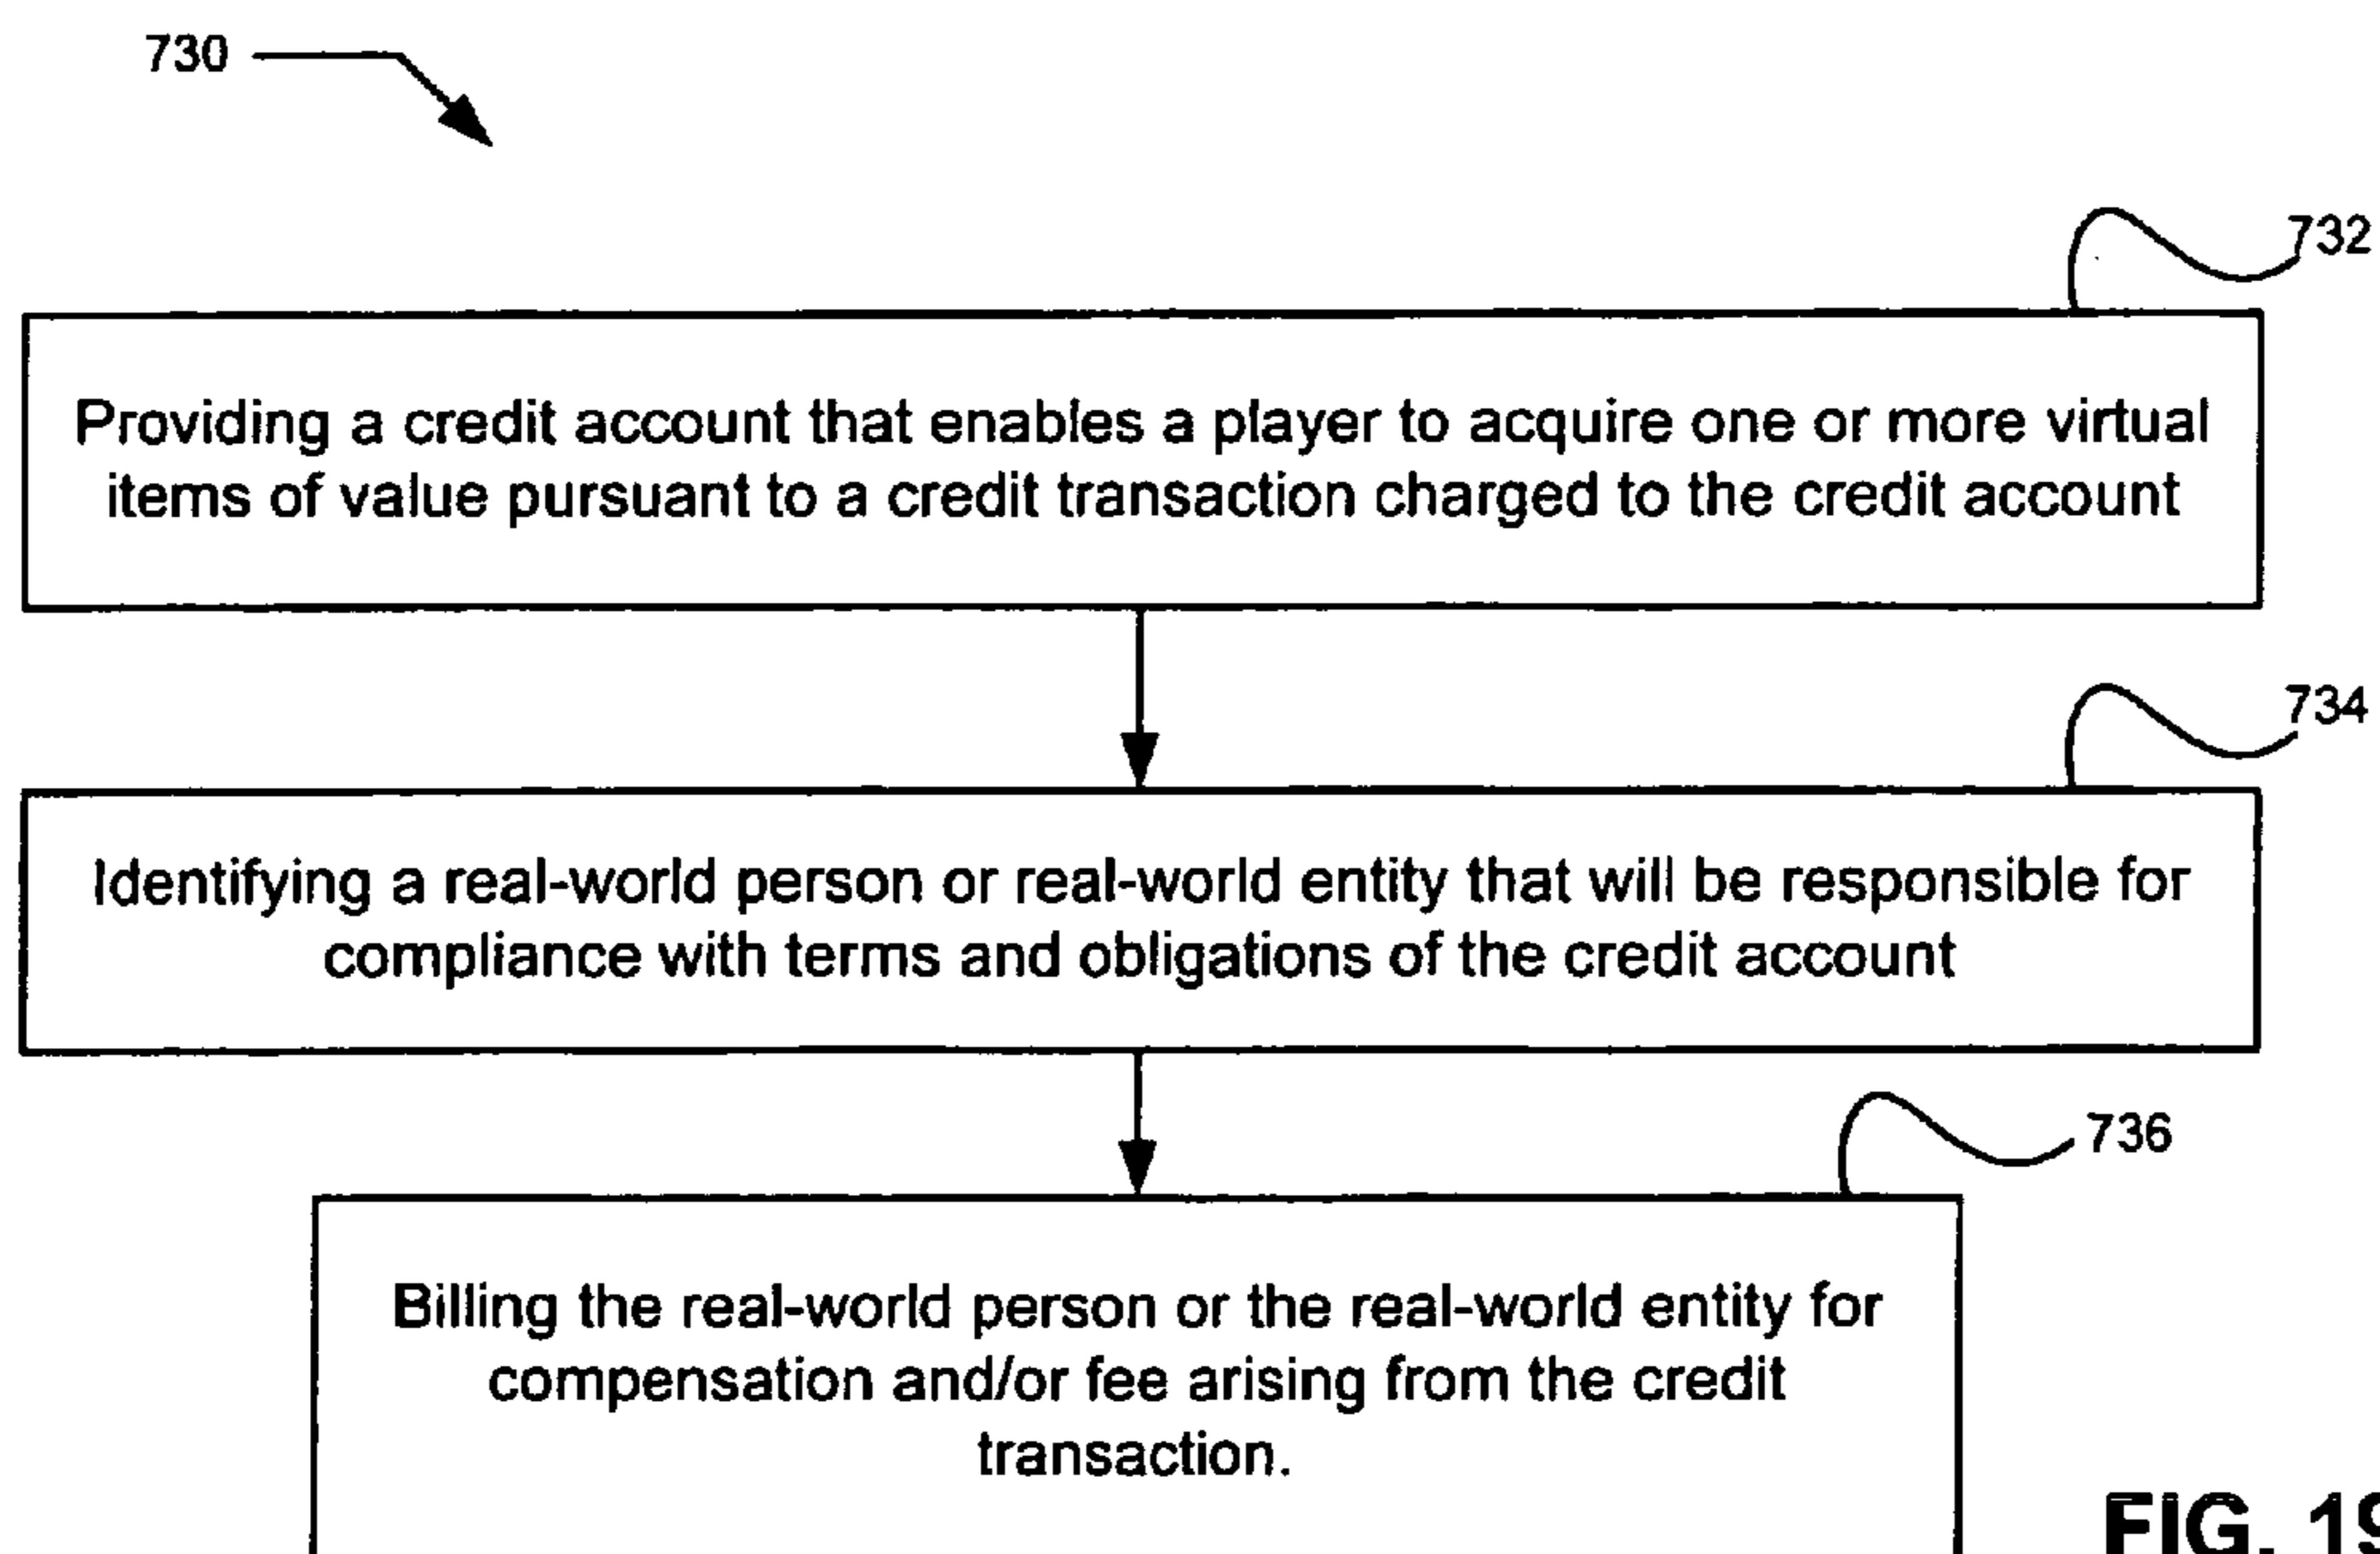 730
732
Providing a credit account that enables a player to acquire one or more virtual
items of value pursuant to a credit transaction charged to the credit account
734
Identifying a real-world person or real-world entity that will be responsible for
compliance with terms and obligations of the credit account
736
Billing the real-world person or the real-world entity for
compensation and/or fee arising from the credit
transaction.
FIG. 19